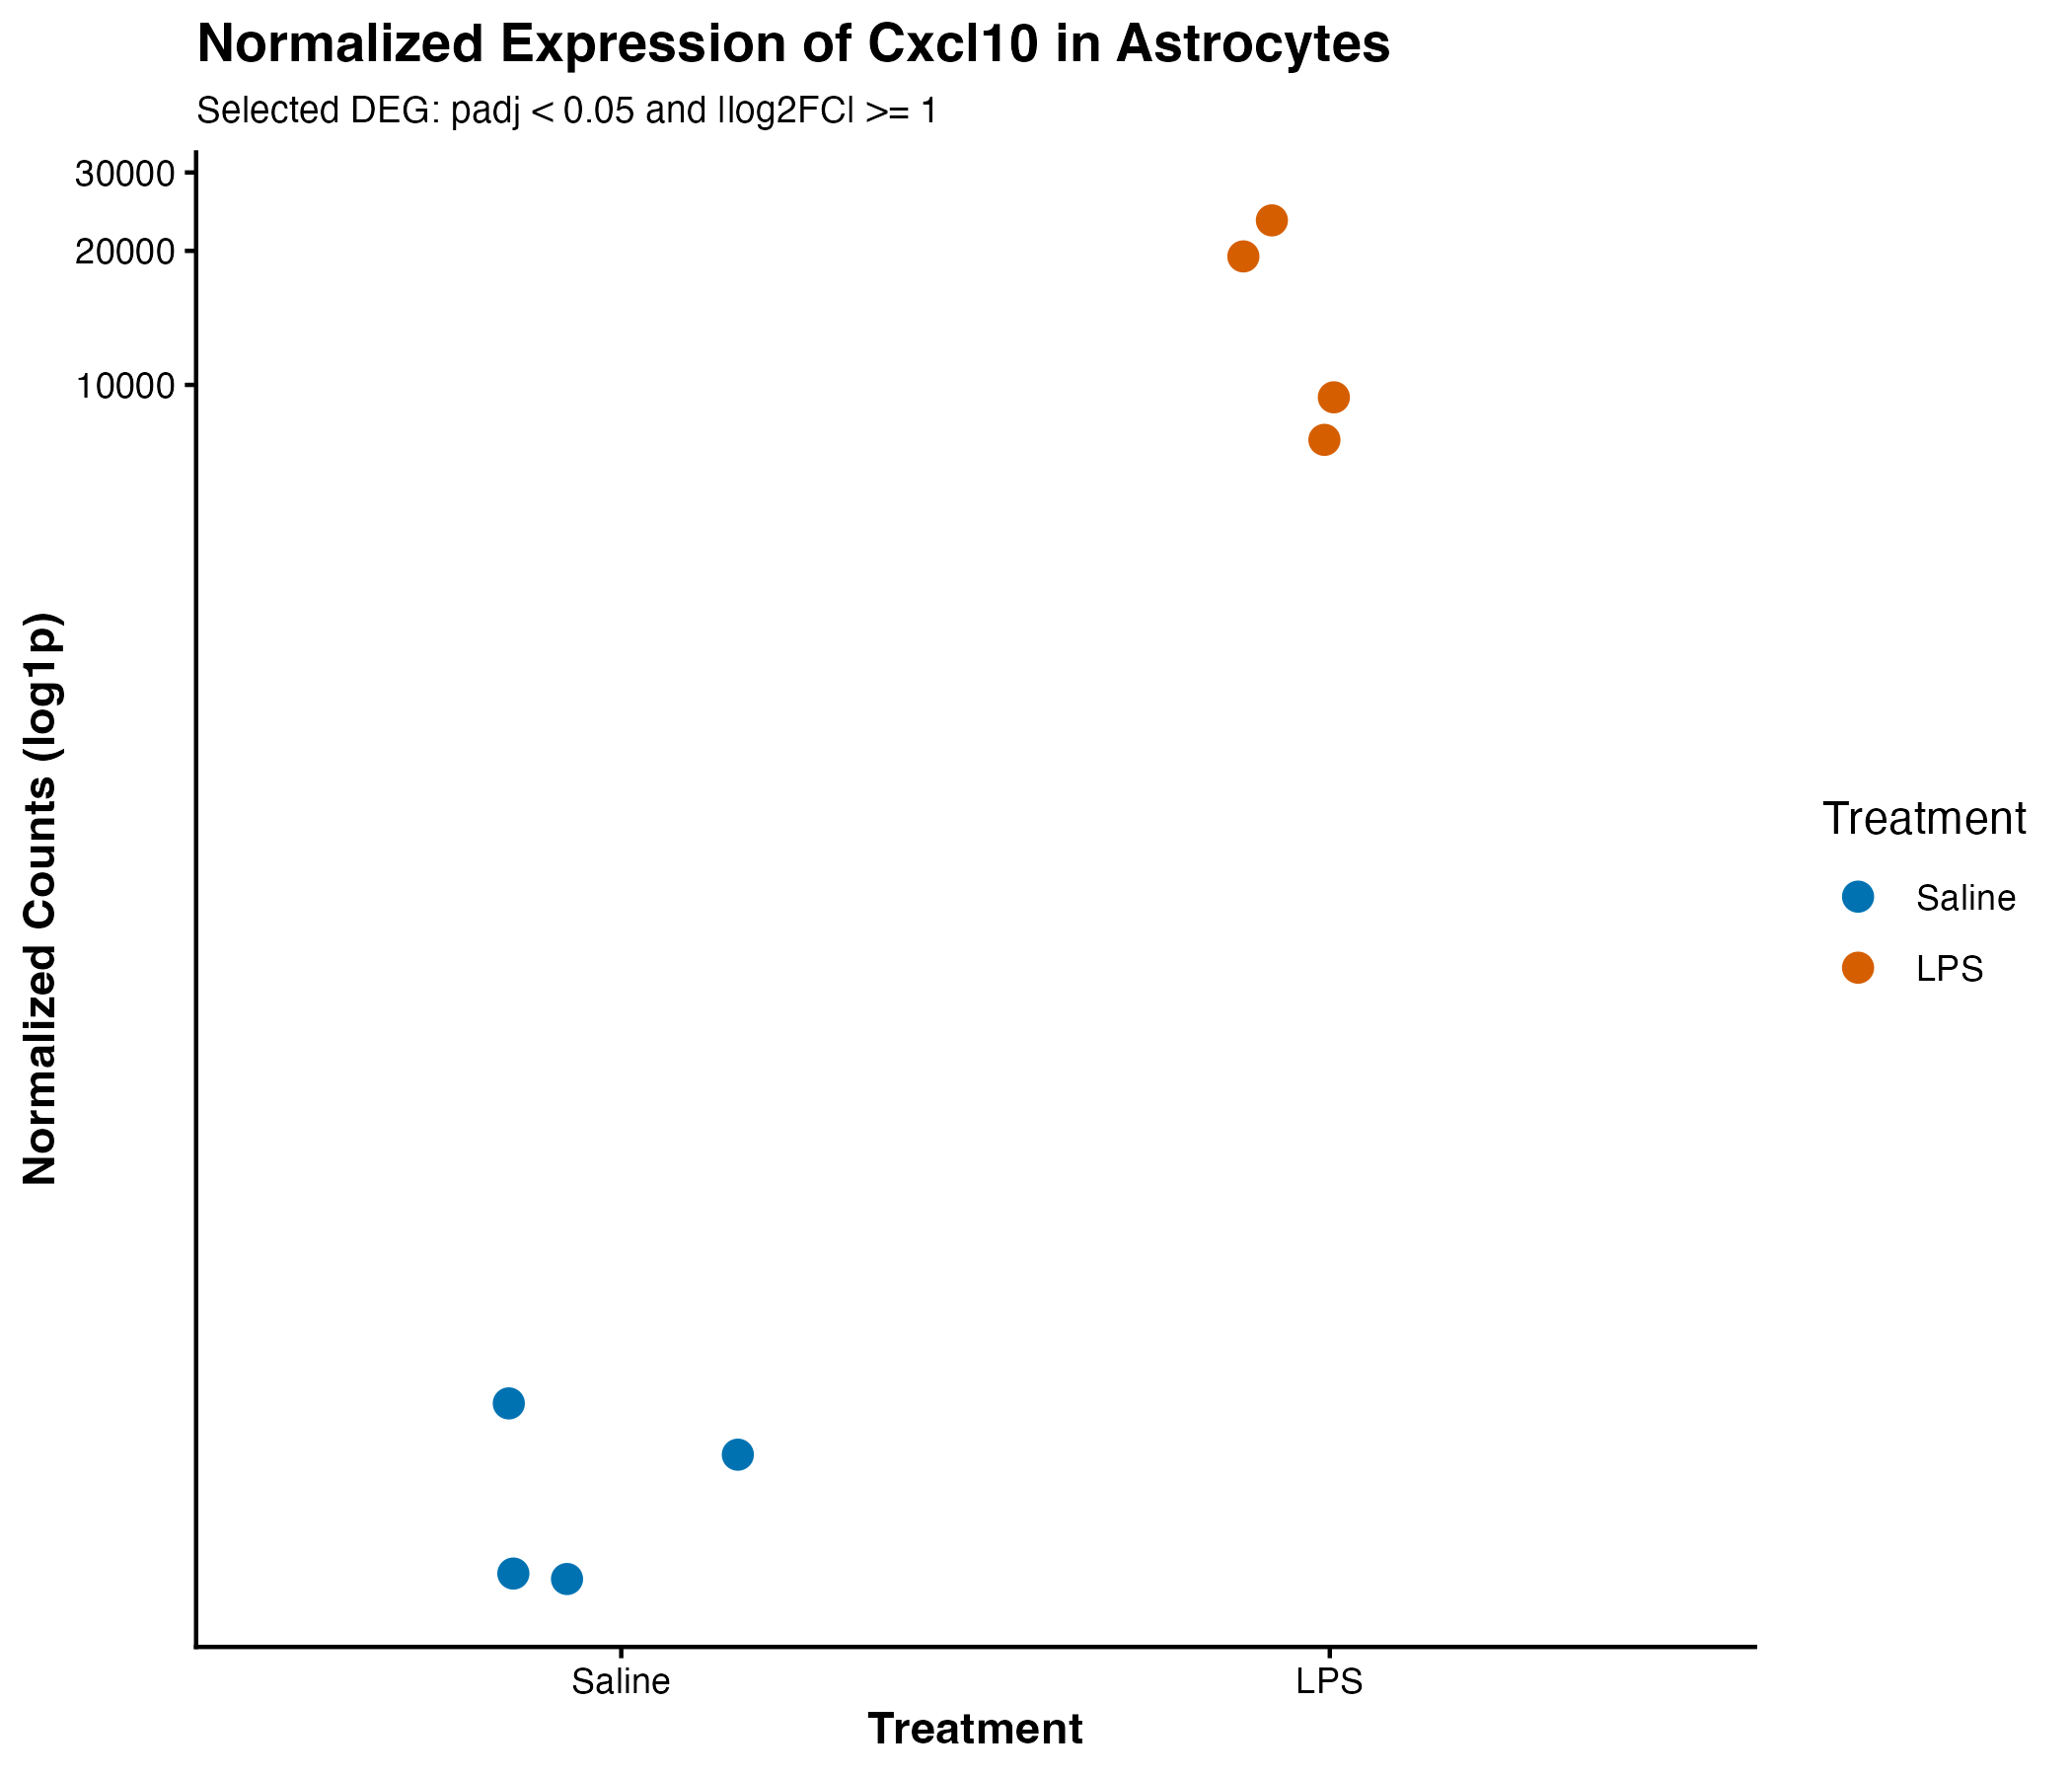 Normalized Expression of Cxcl10 in Astrocytes
Selected DEG: padj < 0.05 and |log2FC| >= 1
30000
20000
10000
Normalized Counts (log1p)
Saline
LPS
Treatment
Treatment
Saline
LPS